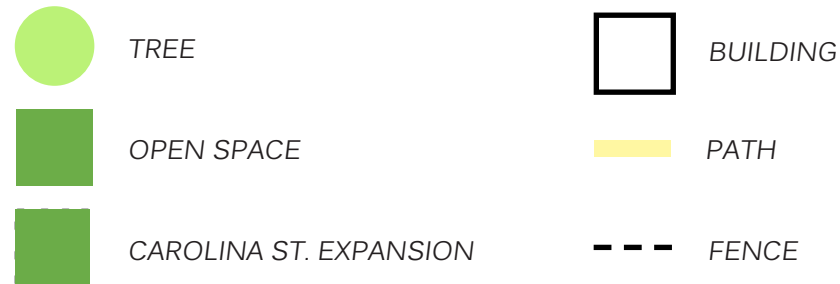 TREE
OPEN SPACE
CAROLINA ST. EXPANSION
BUILDING
PATH
FENCE